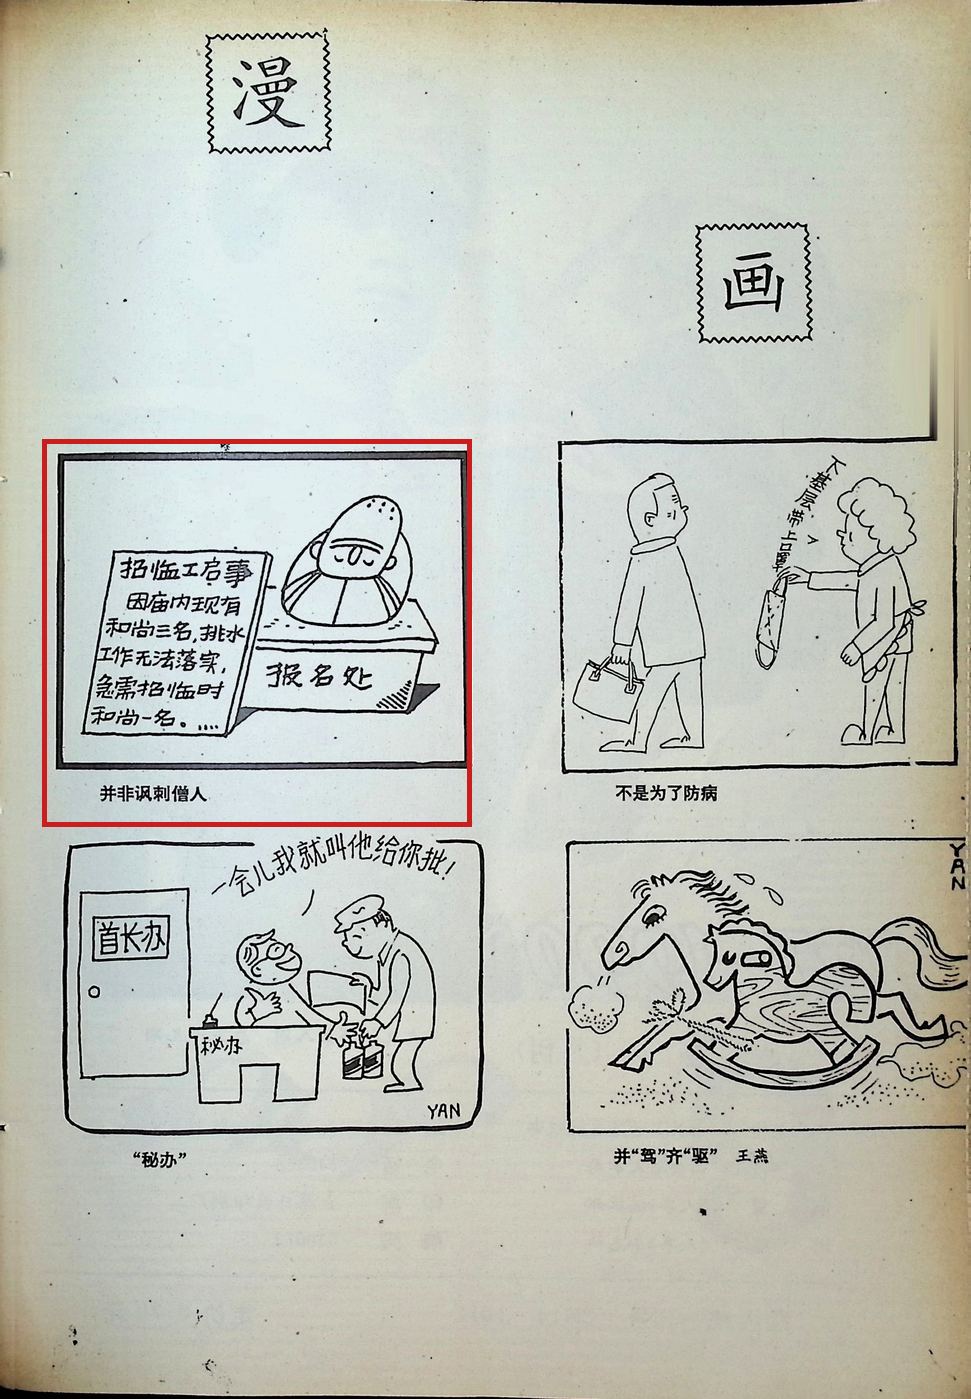 漫
画
招临工启事
因庙内现有
和尚三名,挑水
工作无法落实,
急需招临时
和尚一名。....
报名处
并非讽刺僧人
下基层带上口罩
不是为了防病
一会儿我就叫他给你批!
首长办
秘办
YAN
“秘办”
YAN
并“驾”齐“驱” 王燕